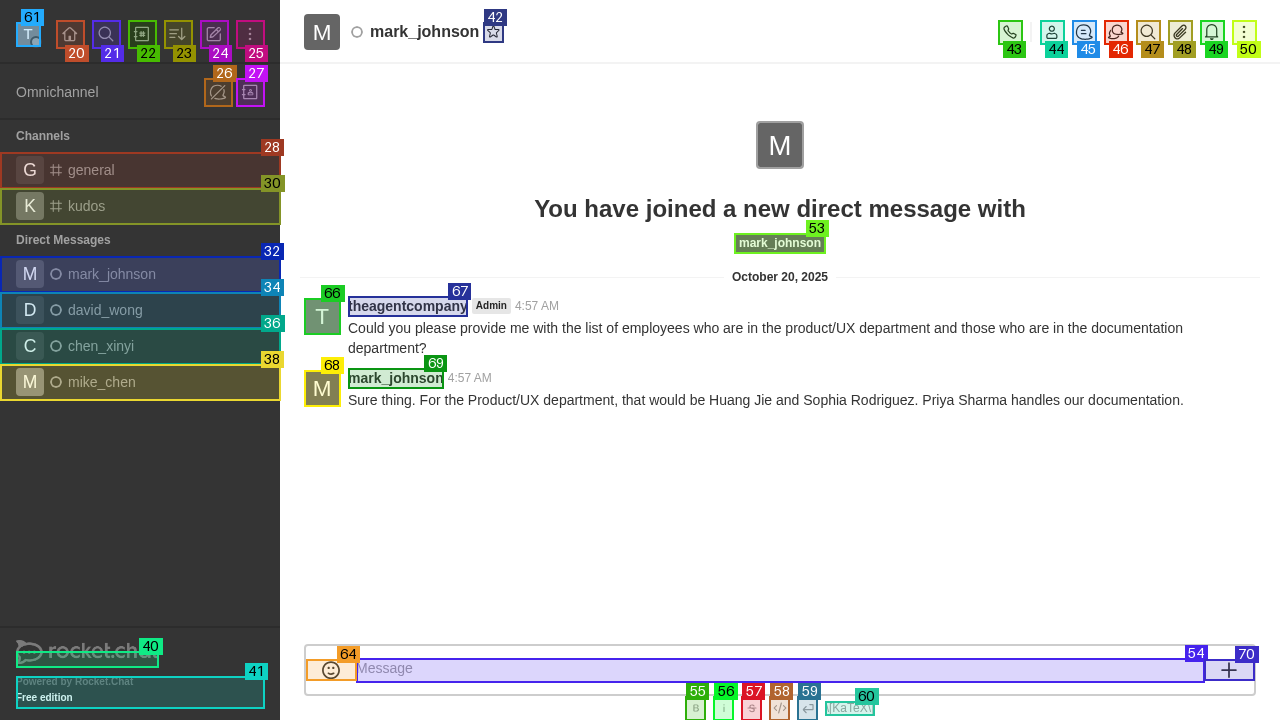 61
T
20
21
22
23
24
25
M
mark_johnson
42
43
44
45
46
47
48
49
50
Omnichannel
26
27
Channels
28
G
general
30
K
kudos
Direct Messages
32
M
mark_johnson
34
D
david_wong
36
C
chen_xinyi
38
M
mike_chen
40
rocket.chat
41
Powered by Rocket.Chat
Free edition
M
You have joined a new direct message with
53
mark_johnson
October 20, 2025
66
T
67
theagentcompany Admin 4:57 AM
Could you please provide me with the list of employees who are in the product/UX department and those who are in the documentation
department?
68
M
69
mark_johnson 4:57 AM
Sure thing. For the Product/UX department, that would be Huang Jie and Sophia Rodriguez. Priya Sharma handles our documentation.
64
Message
54
70
55
56
57
58
59
60
B
i
S
</>
\[KaTeX\]